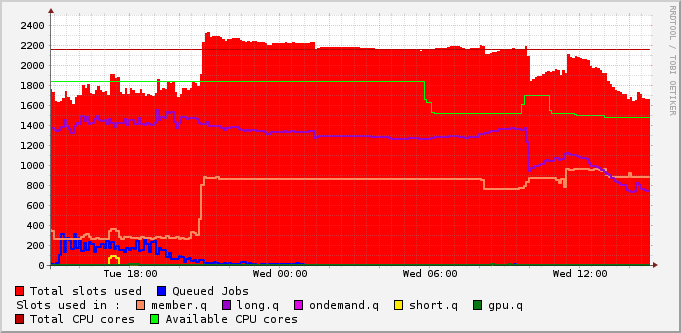 2400
2200
2000
1800
1600
1400
1200
1000
800
600
400
200
0
Tue 18:00 Wed 00:00 Wed 06:00 Wed 12:00
RRDTOOL / TOBI OETIKER
Total slots used Queued Jobs
Slots used in : member.q long.q ondemand.q short.q gpu.q
Total CPU cores Available CPU cores